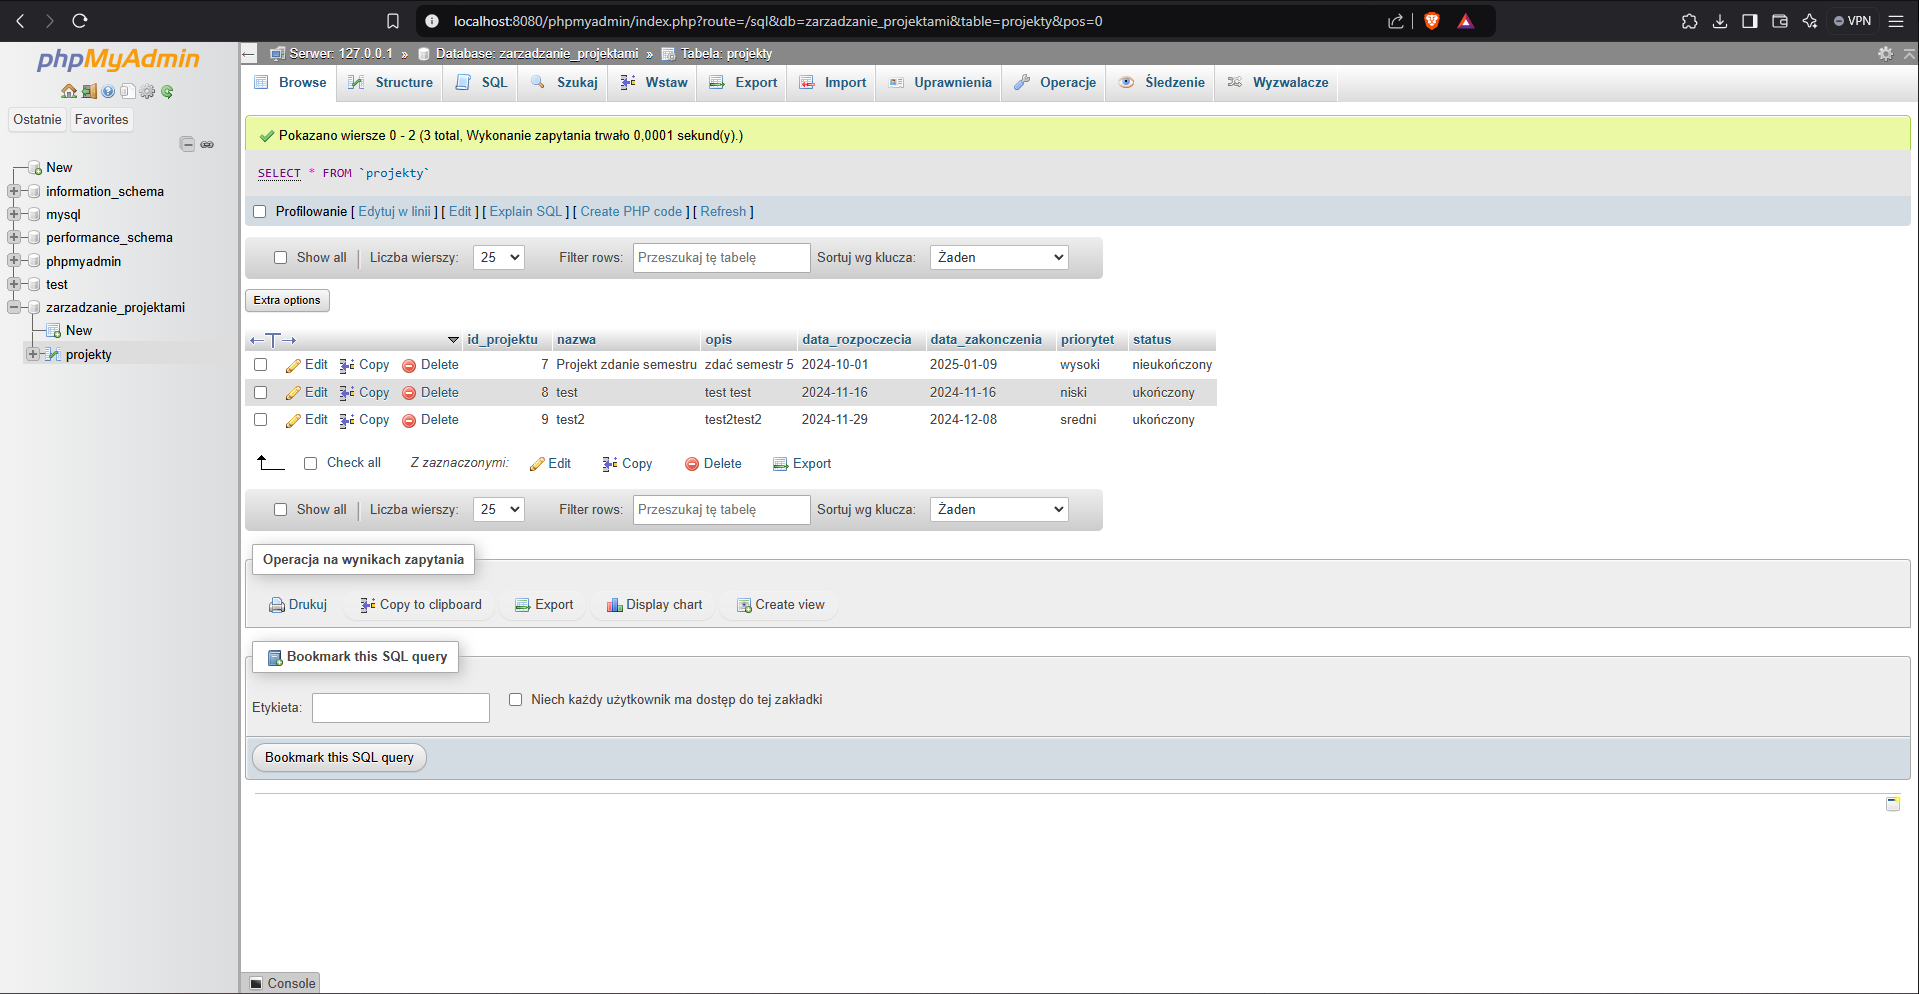 localhost:8080/phpmyadmin/index.php?route=/sql&db=zarzadzanie_projektami&table=projekty&pos=0
VPN
phpMyAdmin
Ostatnie Favorites
New
information_schema
mysql
performance_schema
phpmyadmin
test
zarzadzanie_projektami
New
projekty
Serwer: 127.0.0.1 » Database: zarzadzanie_projektami » Tabela: projekty
Browse Structure SQL Szukaj Wstaw Export Import Uprawnienia Operacje Śledzenie Wyzwalacze
Pokazano wiersze 0 - 2 (3 total, Wykonanie zapytania trwało 0,0001 sekund(y).)
SELECT * FROM `projekty`
Profilowanie [ Edytuj w linii ] [ Edit ] [ Explain SQL ] [ Create PHP code ] [ Refresh ]
Show all Liczba wierszy: 25 Filter rows: Przeszukaj tę tabelę Sortuj wg klucza: Żaden
Extra options
←T→ id_projektu nazwa opis data_rozpoczecia data_zakonczenia priorytet status
Edit Copy Delete 7 Projekt zdanie semestru zdać semestr 5 2024-10-01 2025-01-09 wysoki nieukończony
Edit Copy Delete 8 test test test 2024-11-16 2024-11-16 niski ukończony
Edit Copy Delete 9 test2 test2test2 2024-11-29 2024-12-08 sredni ukończony
Check all Z zaznaczonymi: Edit Copy Delete Export
Show all Liczba wierszy: 25 Filter rows: Przeszukaj tę tabelę Sortuj wg klucza: Żaden
Operacja na wynikach zapytania
Drukuj Copy to clipboard Export Display chart Create view
Bookmark this SQL query
Etykieta: Niech każdy użytkownik ma dostęp do tej zakładki
Bookmark this SQL query
Console